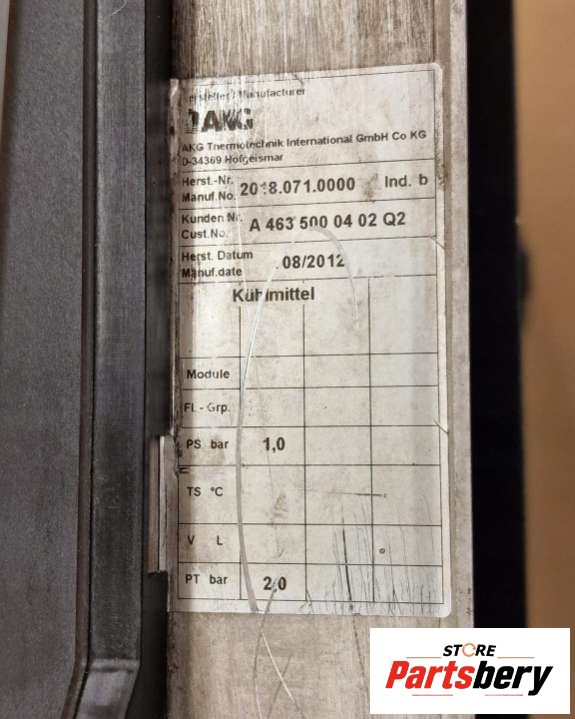 Hersteller / Manufacturer
AKG
AKG Thermotechnik International GmbH Co KG
D-34369 Hofgeismar
Herst.-Nr.
Manuf.No. 2018.071.0000 Ind. b
Kunden Nr.
Cust.No. A 463 500 04 02 Q2
Herst. Datum
Manuf.date 08/2012
Kühlmittel
Module
Fl.- Grp.
PS bar 1,0
TS °C
V L
PT bar 2,0
STORE
Partsbery